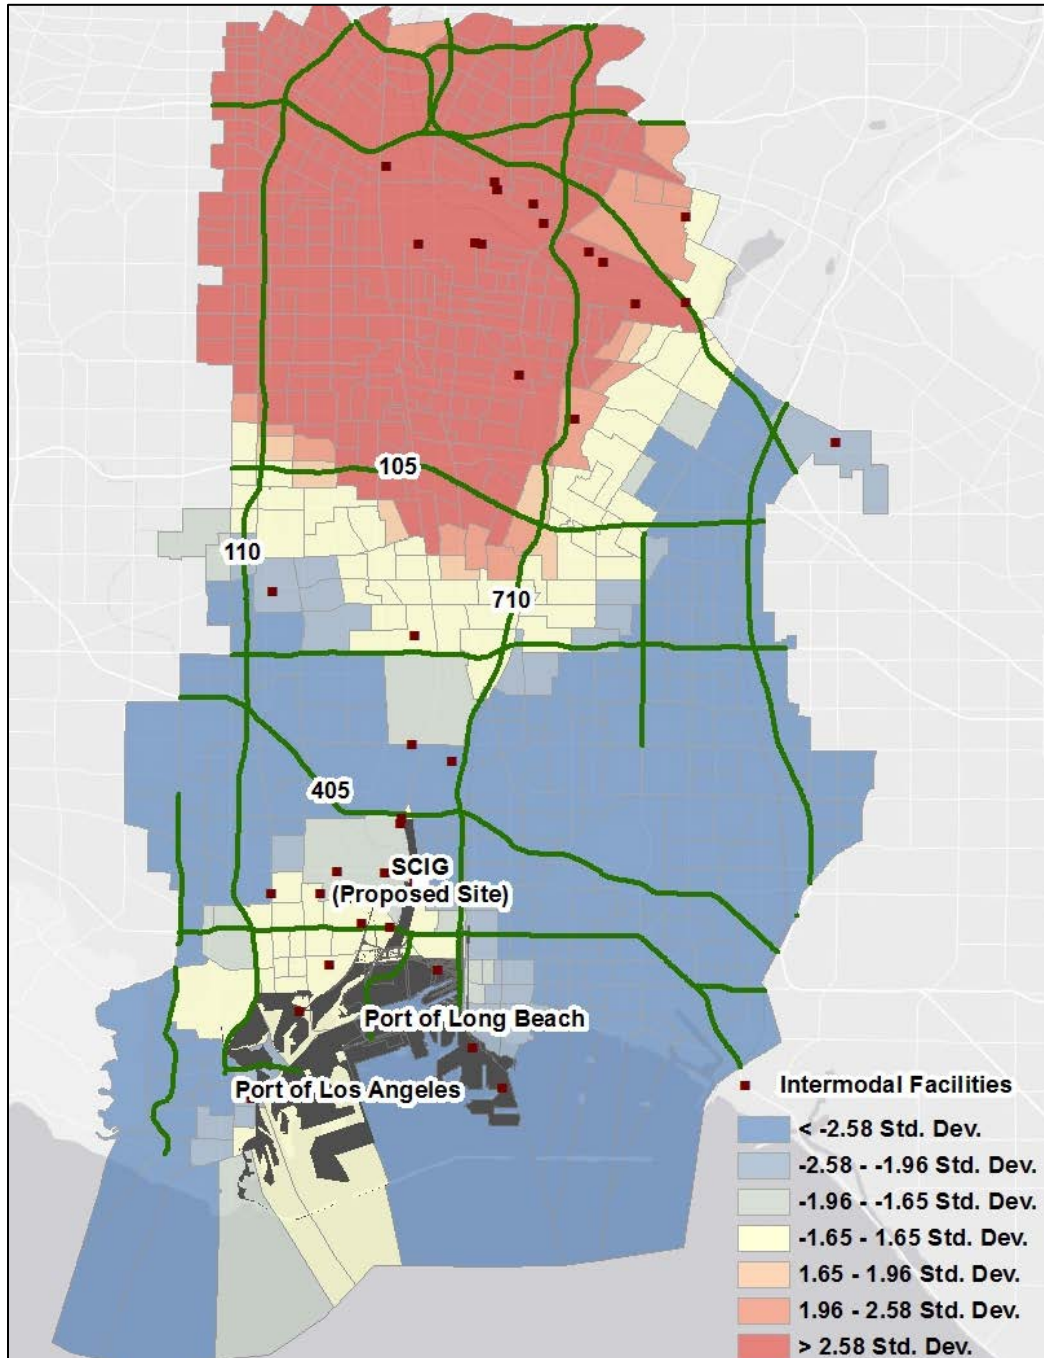 105
110
710
405
SCIG
(Proposed Site)
Port of Long Beach
Port of Los Angeles
Intermodal Facilities
< -2.58 Std. Dev.
-2.58 - -1.96 Std. Dev.
-1.96 - -1.65 Std. Dev.
-1.65 - 1.65 Std. Dev.
1.65 - 1.96 Std. Dev.
1.96 - 2.58 Std. Dev.
> 2.58 Std. Dev.